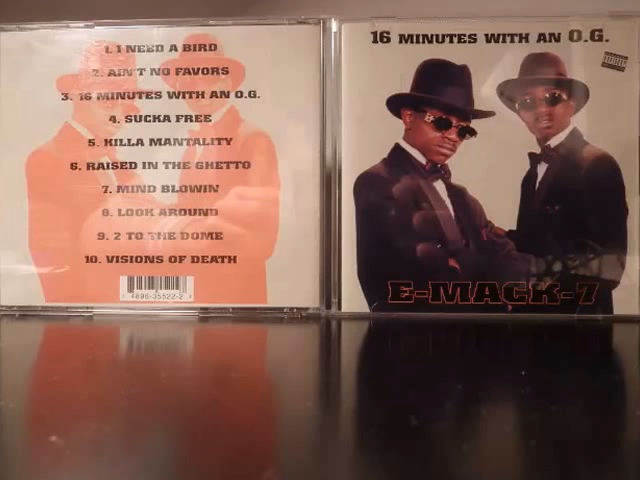 1. I NEED A BIRD
2. AIN'T NO FAVORS
3. 16 MINUTES WITH AN O.G.
4. SUCKA FREE
5. KILLA MANTALITY
6. RAISED IN THE GHETTO
7. MIND BLOWIN
8. LOOK AROUND
9. 2 TO THE DOME
10. VISIONS OF DEATH
16 MINUTES WITH AN O.G.
E-MACK-7